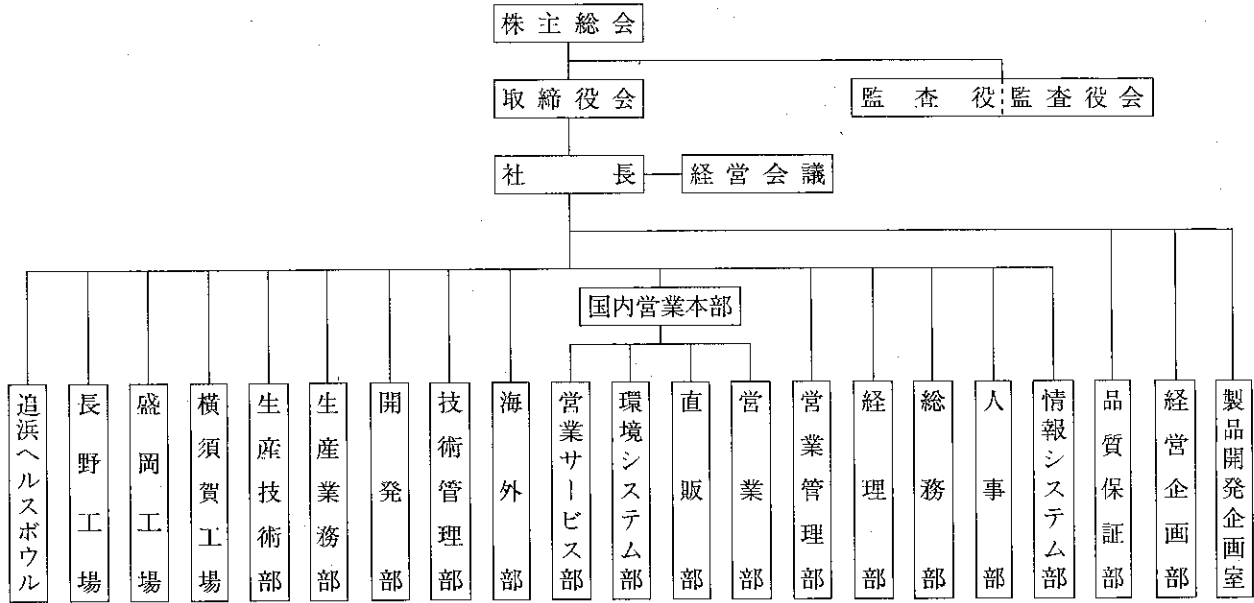 株主総会
取締役会
監査役 監査役会
社長
経営会議
国内営業本部
追浜ヘルスボウル
長野工場
盛岡工場
横須賀工場
生産技術部
生産業務部
開発部
技術管理部
海外部
営業サービス部
環境システム部
直販部
営業部
営業管理部
経理部
総務部
人事部
情報システム部
品質保証部
経営企画部
製品開発企画室